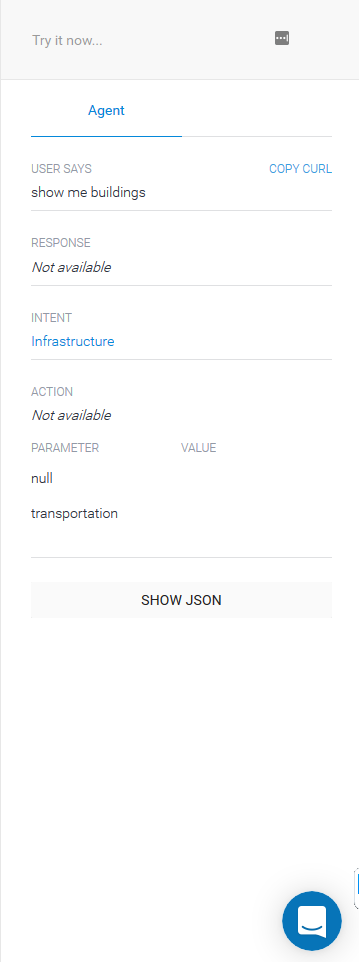 Try it now...
Agent
USER SAYS COPY CURL
show me buildings
RESPONSE
Not available
INTENT
Infrastructure
ACTION
Not available
PARAMETER VALUE
null
transportation
SHOW JSON